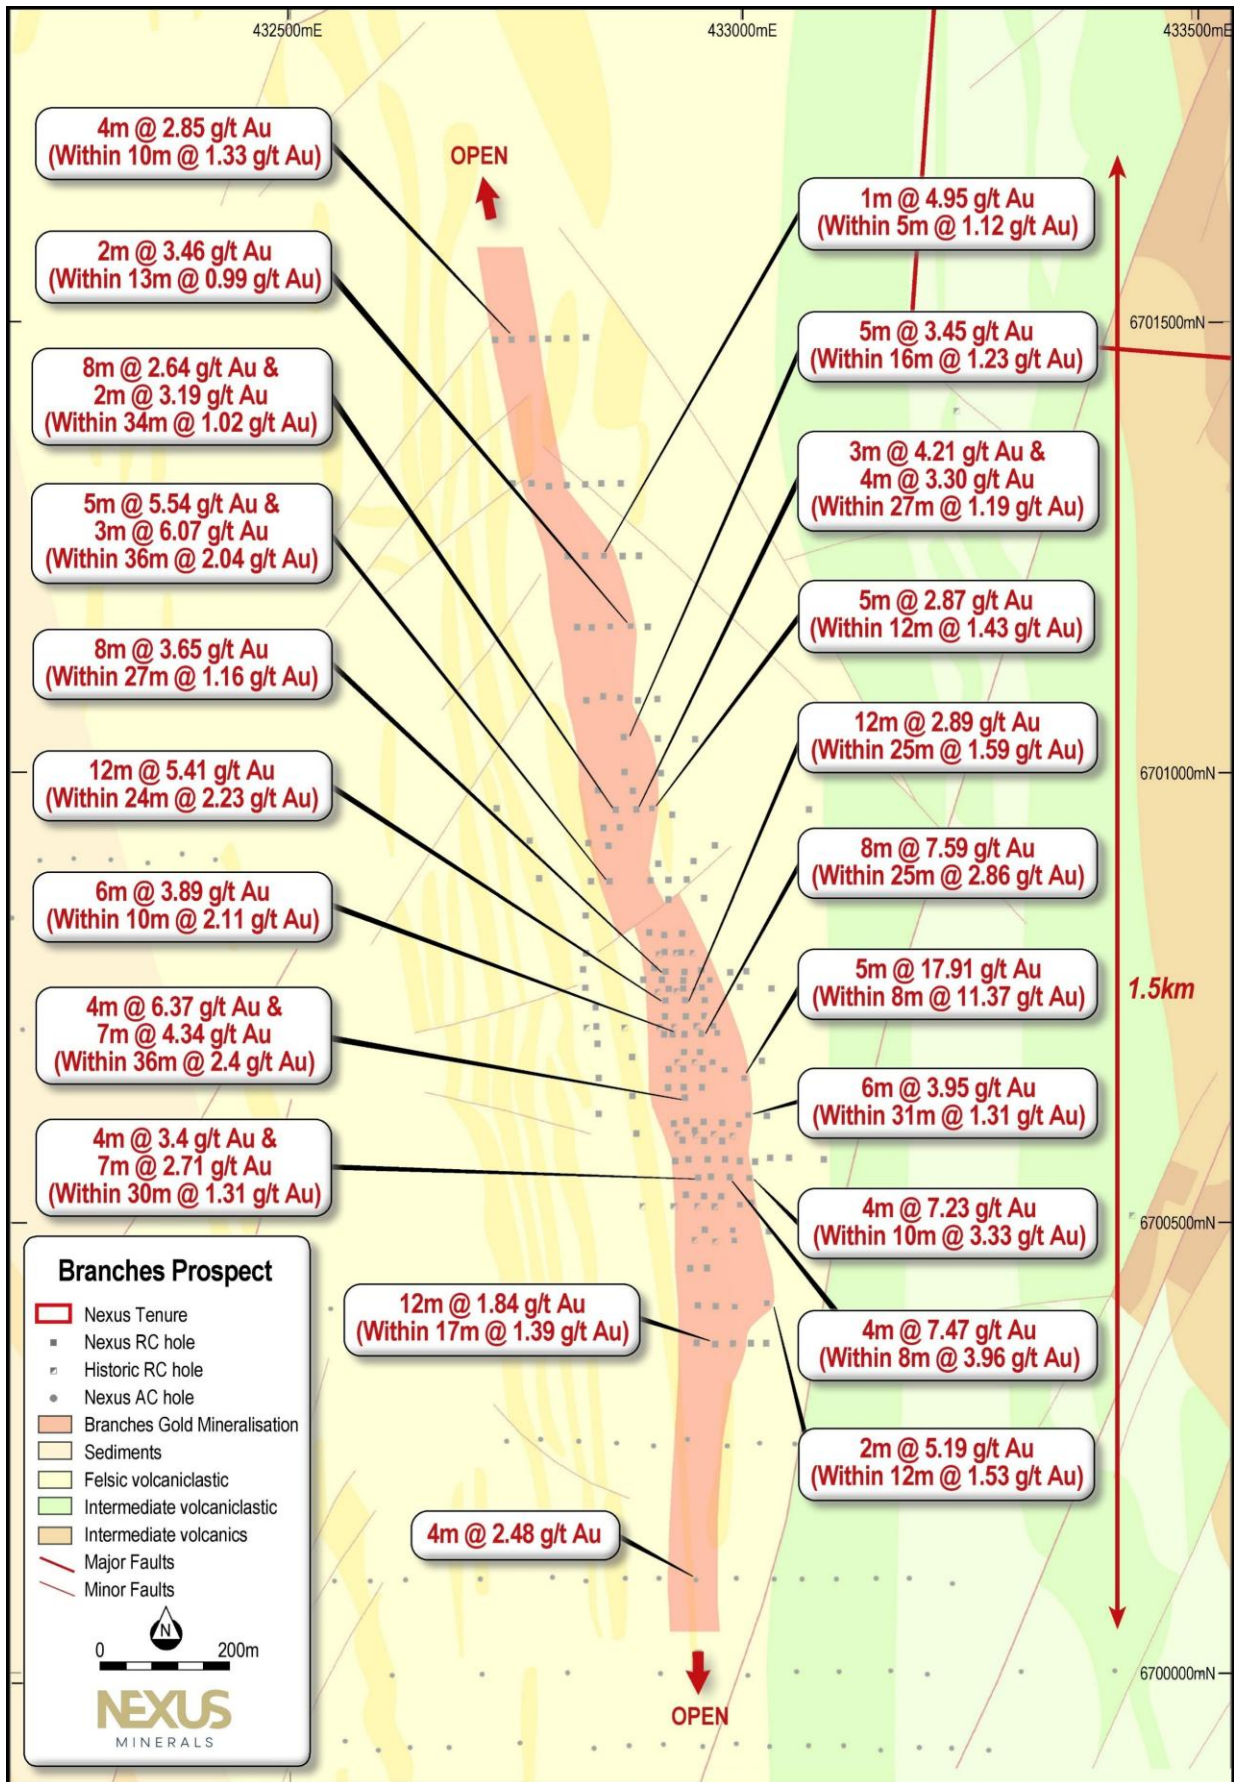 432500mE
433000mE
433500mE
4m @ 2.85 g/t Au
(Within 10m @ 1.33 g/t Au)
OPEN
1m @ 4.95 g/t Au
(Within 5m @ 1.12 g/t Au)
2m @ 3.46 g/t Au
(Within 13m @ 0.99 g/t Au)
5m @ 3.45 g/t Au
(Within 16m @ 1.23 g/t Au)
6701500mN
8m @ 2.64 g/t Au &
2m @ 3.19 g/t Au
(Within 34m @ 1.02 g/t Au)
3m @ 4.21 g/t Au &
4m @ 3.30 g/t Au
(Within 27m @ 1.19 g/t Au)
5m @ 5.54 g/t Au &
3m @ 6.07 g/t Au
(Within 36m @ 2.04 g/t Au)
5m @ 2.87 g/t Au
(Within 12m @ 1.43 g/t Au)
8m @ 3.65 g/t Au
(Within 27m @ 1.16 g/t Au)
12m @ 2.89 g/t Au
(Within 25m @ 1.59 g/t Au)
6701000mN
12m @ 5.41 g/t Au
(Within 24m @ 2.23 g/t Au)
8m @ 7.59 g/t Au
(Within 25m @ 2.86 g/t Au)
6m @ 3.89 g/t Au
(Within 10m @ 2.11 g/t Au)
5m @ 17.91 g/t Au
(Within 8m @ 11.37 g/t Au)
1.5km
4m @ 6.37 g/t Au &
7m @ 4.34 g/t Au
(Within 36m @ 2.4 g/t Au)
6m @ 3.95 g/t Au
(Within 31m @ 1.31 g/t Au)
4m @ 3.4 g/t Au &
7m @ 2.71 g/t Au
(Within 30m @ 1.31 g/t Au)
4m @ 7.23 g/t Au
(Within 10m @ 3.33 g/t Au)
6700500mN
12m @ 1.84 g/t Au
(Within 17m @ 1.39 g/t Au)
4m @ 7.47 g/t Au
(Within 8m @ 3.96 g/t Au)
2m @ 5.19 g/t Au
(Within 12m @ 1.53 g/t Au)
4m @ 2.48 g/t Au
6700000mN
OPEN
Branches Prospect
Nexus Tenure
Nexus RC hole
Historic RC hole
Nexus AC hole
Branches Gold Mineralisation
Sediments
Felsic volcaniclastic
Intermediate volcaniclastic
Intermediate volcanics
Major Faults
Minor Faults
N
0 200m
NEXUS
MINERALS